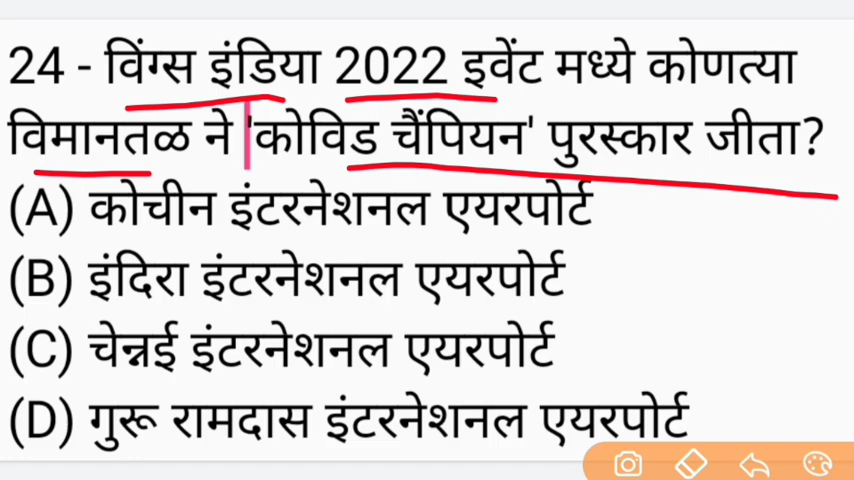 24 - विंग्स इंडिया 2022 इवेंट मध्ये कोणत्या
विमानतळ ने 'कोविड चैंपियन' पुरस्कार जीता?
(A) कोचीन इंटरनेशनल एयरपोर्ट
(B) इंदिरा इंटरनेशनल एयरपोर्ट
(C) चेन्नई इंटरनेशनल एयरपोर्ट
(D) गुरू रामदास इंटरनेशनल एयरपोर्ट